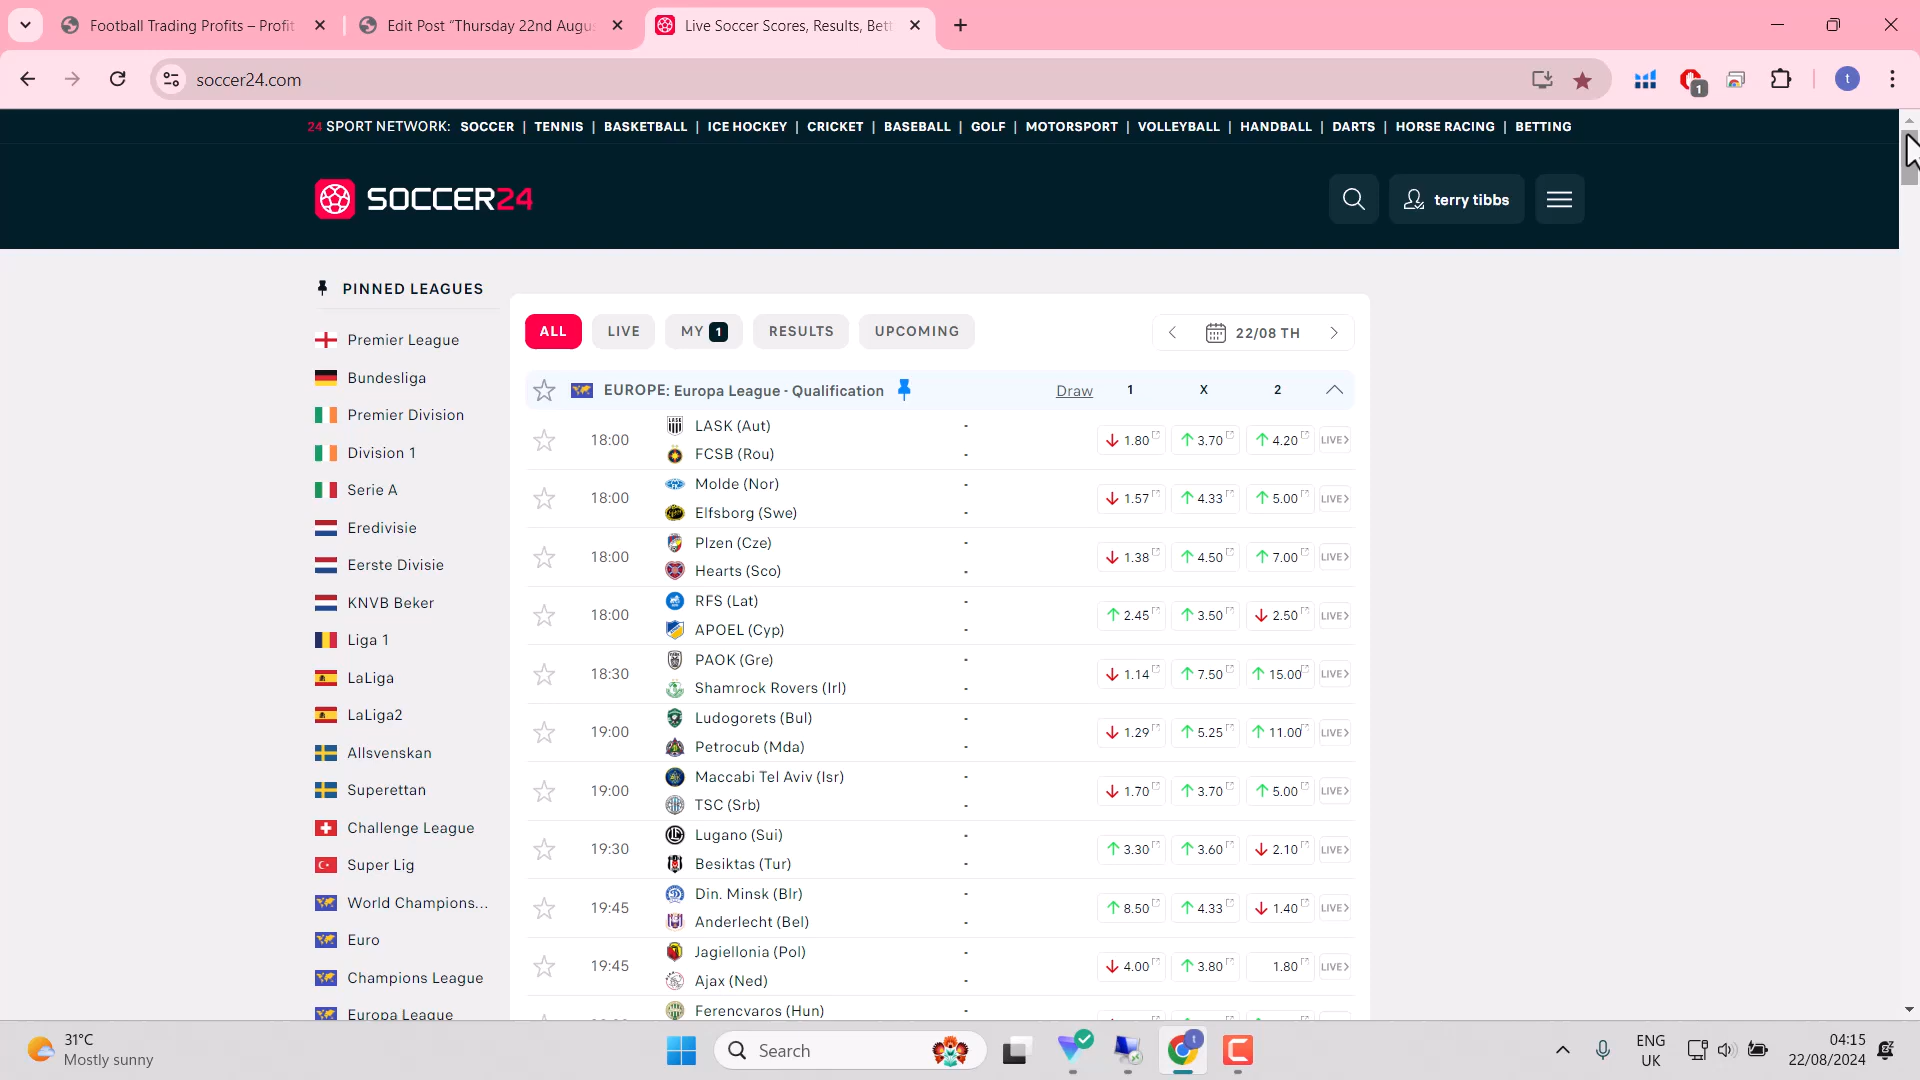 Football Trading Profits – Profit
Edit Post “Thursday 22nd Augu
Live Soccer Scores, Results, Bett
soccer24.com
1
t
24 SPORT NETWORK: SOCCER | TENNIS | BASKETBALL | ICE HOCKEY | CRICKET | BASEBALL | GOLF | MOTORSPORT | VOLLEYBALL | HANDBALL | DARTS | HORSE RACING | BETTING
SOCCER24
terry tibbs
PINNED LEAGUES
Premier League
Bundesliga
Premier Division
Division 1
Serie A
Eredivisie
Eerste Divisie
KNVB Beker
Liga 1
LaLiga
LaLiga2
Allsvenskan
Superettan
Challenge League
Super Lig
World Champions...
Euro
Champions League
Europa League
ALL LIVE MY 1 RESULTS UPCOMING 22/08 TH
EUROPE: Europa League - Qualification Draw 1 X 2
18:00 LASK (Aut) - 1.80 3.70 4.20 LIVE>
FCSB (Rou) -
18:00 Molde (Nor) - 1.57 4.33 5.00 LIVE>
Elfsborg (Swe) -
18:00 Plzen (Cze) - 1.38 4.50 7.00 LIVE>
Hearts (Sco) -
18:00 RFS (Lat) - 2.45 3.50 2.50 LIVE>
APOEL (Cyp) -
18:30 PAOK (Gre) - 1.14 7.50 15.00 LIVE>
Shamrock Rovers (Irl) -
19:00 Ludogorets (Bul) - 1.29 5.25 11.00 LIVE>
Petrocub (Mda) -
19:00 Maccabi Tel Aviv (Isr) - 1.70 3.70 5.00 LIVE>
TSC (Srb) -
19:30 Lugano (Sui) - 3.30 3.60 2.10 LIVE>
Besiktas (Tur) -
19:45 Din. Minsk (Blr) - 8.50 4.33 1.40 LIVE>
Anderlecht (Bel) -
19:45 Jagiellonia (Pol) - 4.00 3.80 1.80 LIVE>
Ajax (Ned) -
Ferencvaros (Hun) -
31°C
Mostly sunny
Search
t
ENG
UK
04:15
22/08/2024